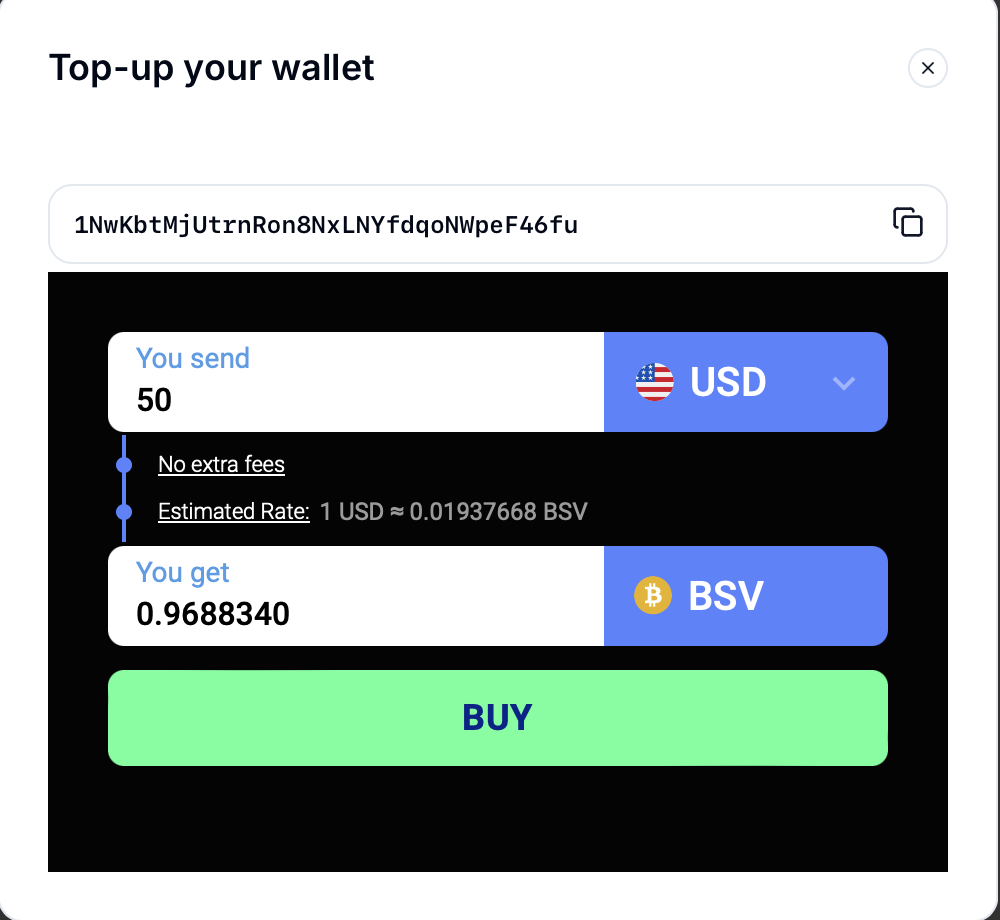 Top-up your wallet
1NwKbtMjUtrnRon8NxLNYfdqoNWpeF46fu
You send
50
USD
No extra fees
Estimated Rate: 1 USD ≈ 0.01937668 BSV
You get
0.9688340
BSV
BUY